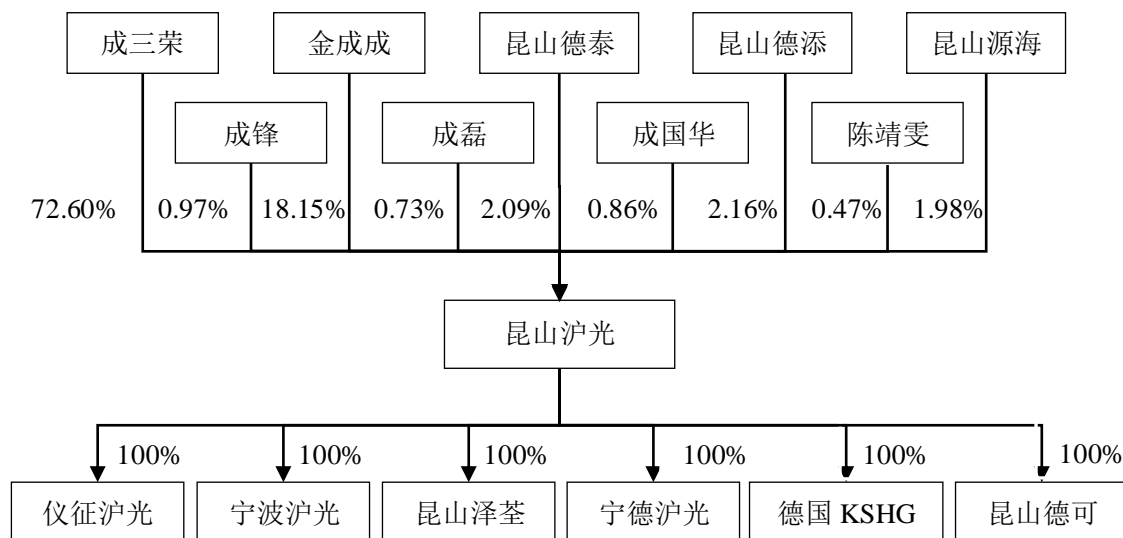 成三荣 金成成 昆山德泰 昆山德添 昆山源海
成锋 成磊 成国华 陈靖雯
72.60% 0.97% 18.15% 0.73% 2.09% 0.86% 2.16% 0.47% 1.98%
昆山沪光
100% 100% 100% 100% 100% 100%
仪征沪光 宁波沪光 昆山泽荃 宁德沪光 德国 KSHG 昆山德可